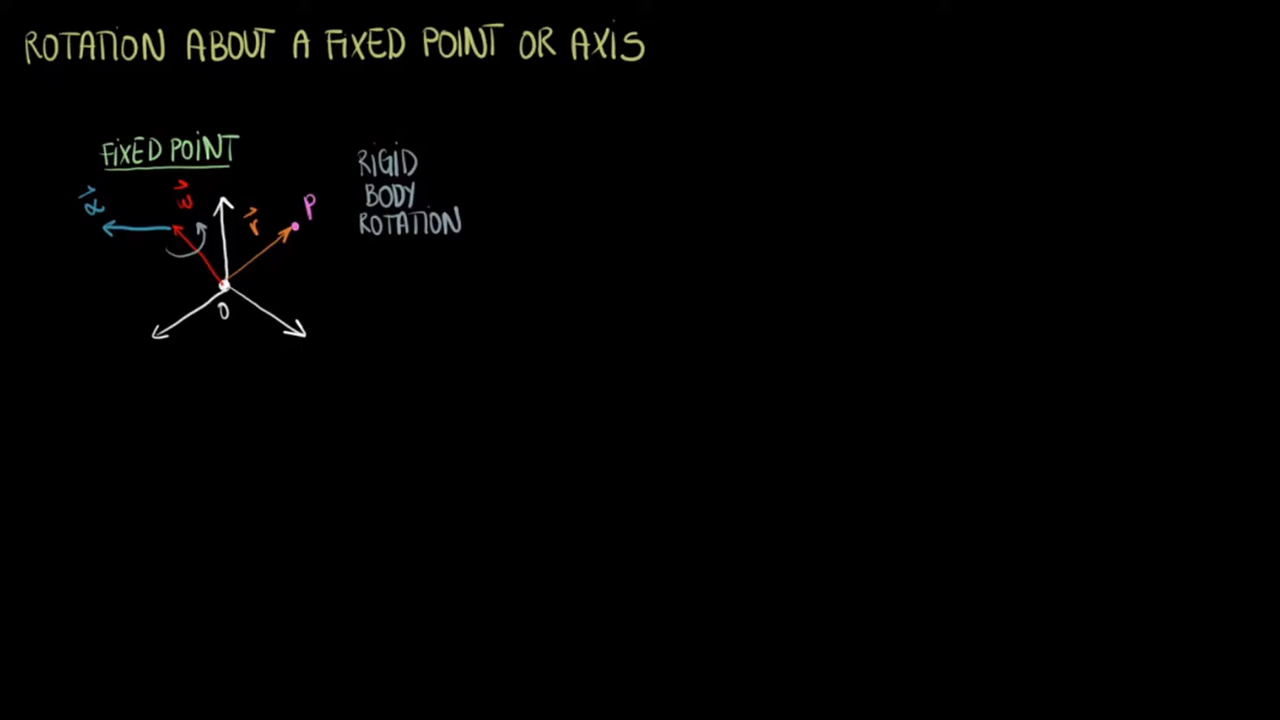 ROTATION ABOUT A FIXED POINT OR AXIS
FIXED POINT
RIGID
BODY
ROTATION
α⃗
ω⃗
r⃗
P
O